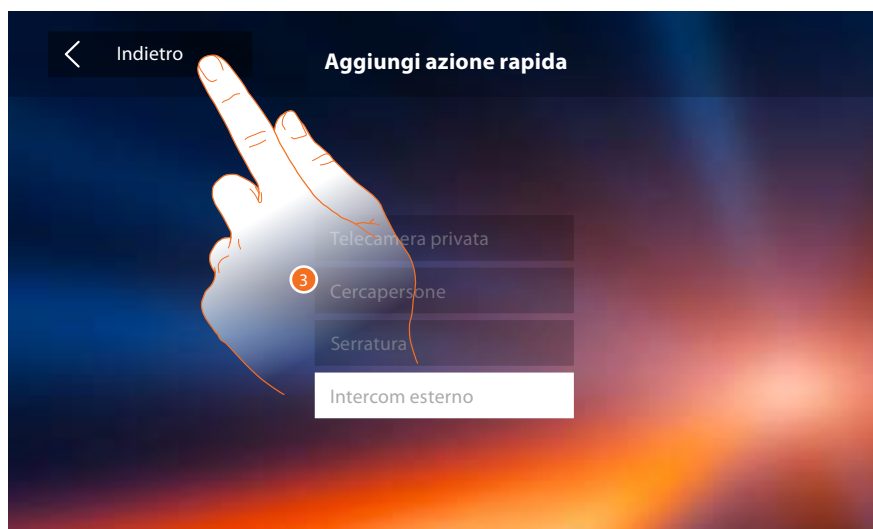 Indietro
Aggiungi azione rapida
Telecamera privata
3
Cercapersone
Serratura
Intercom esterno